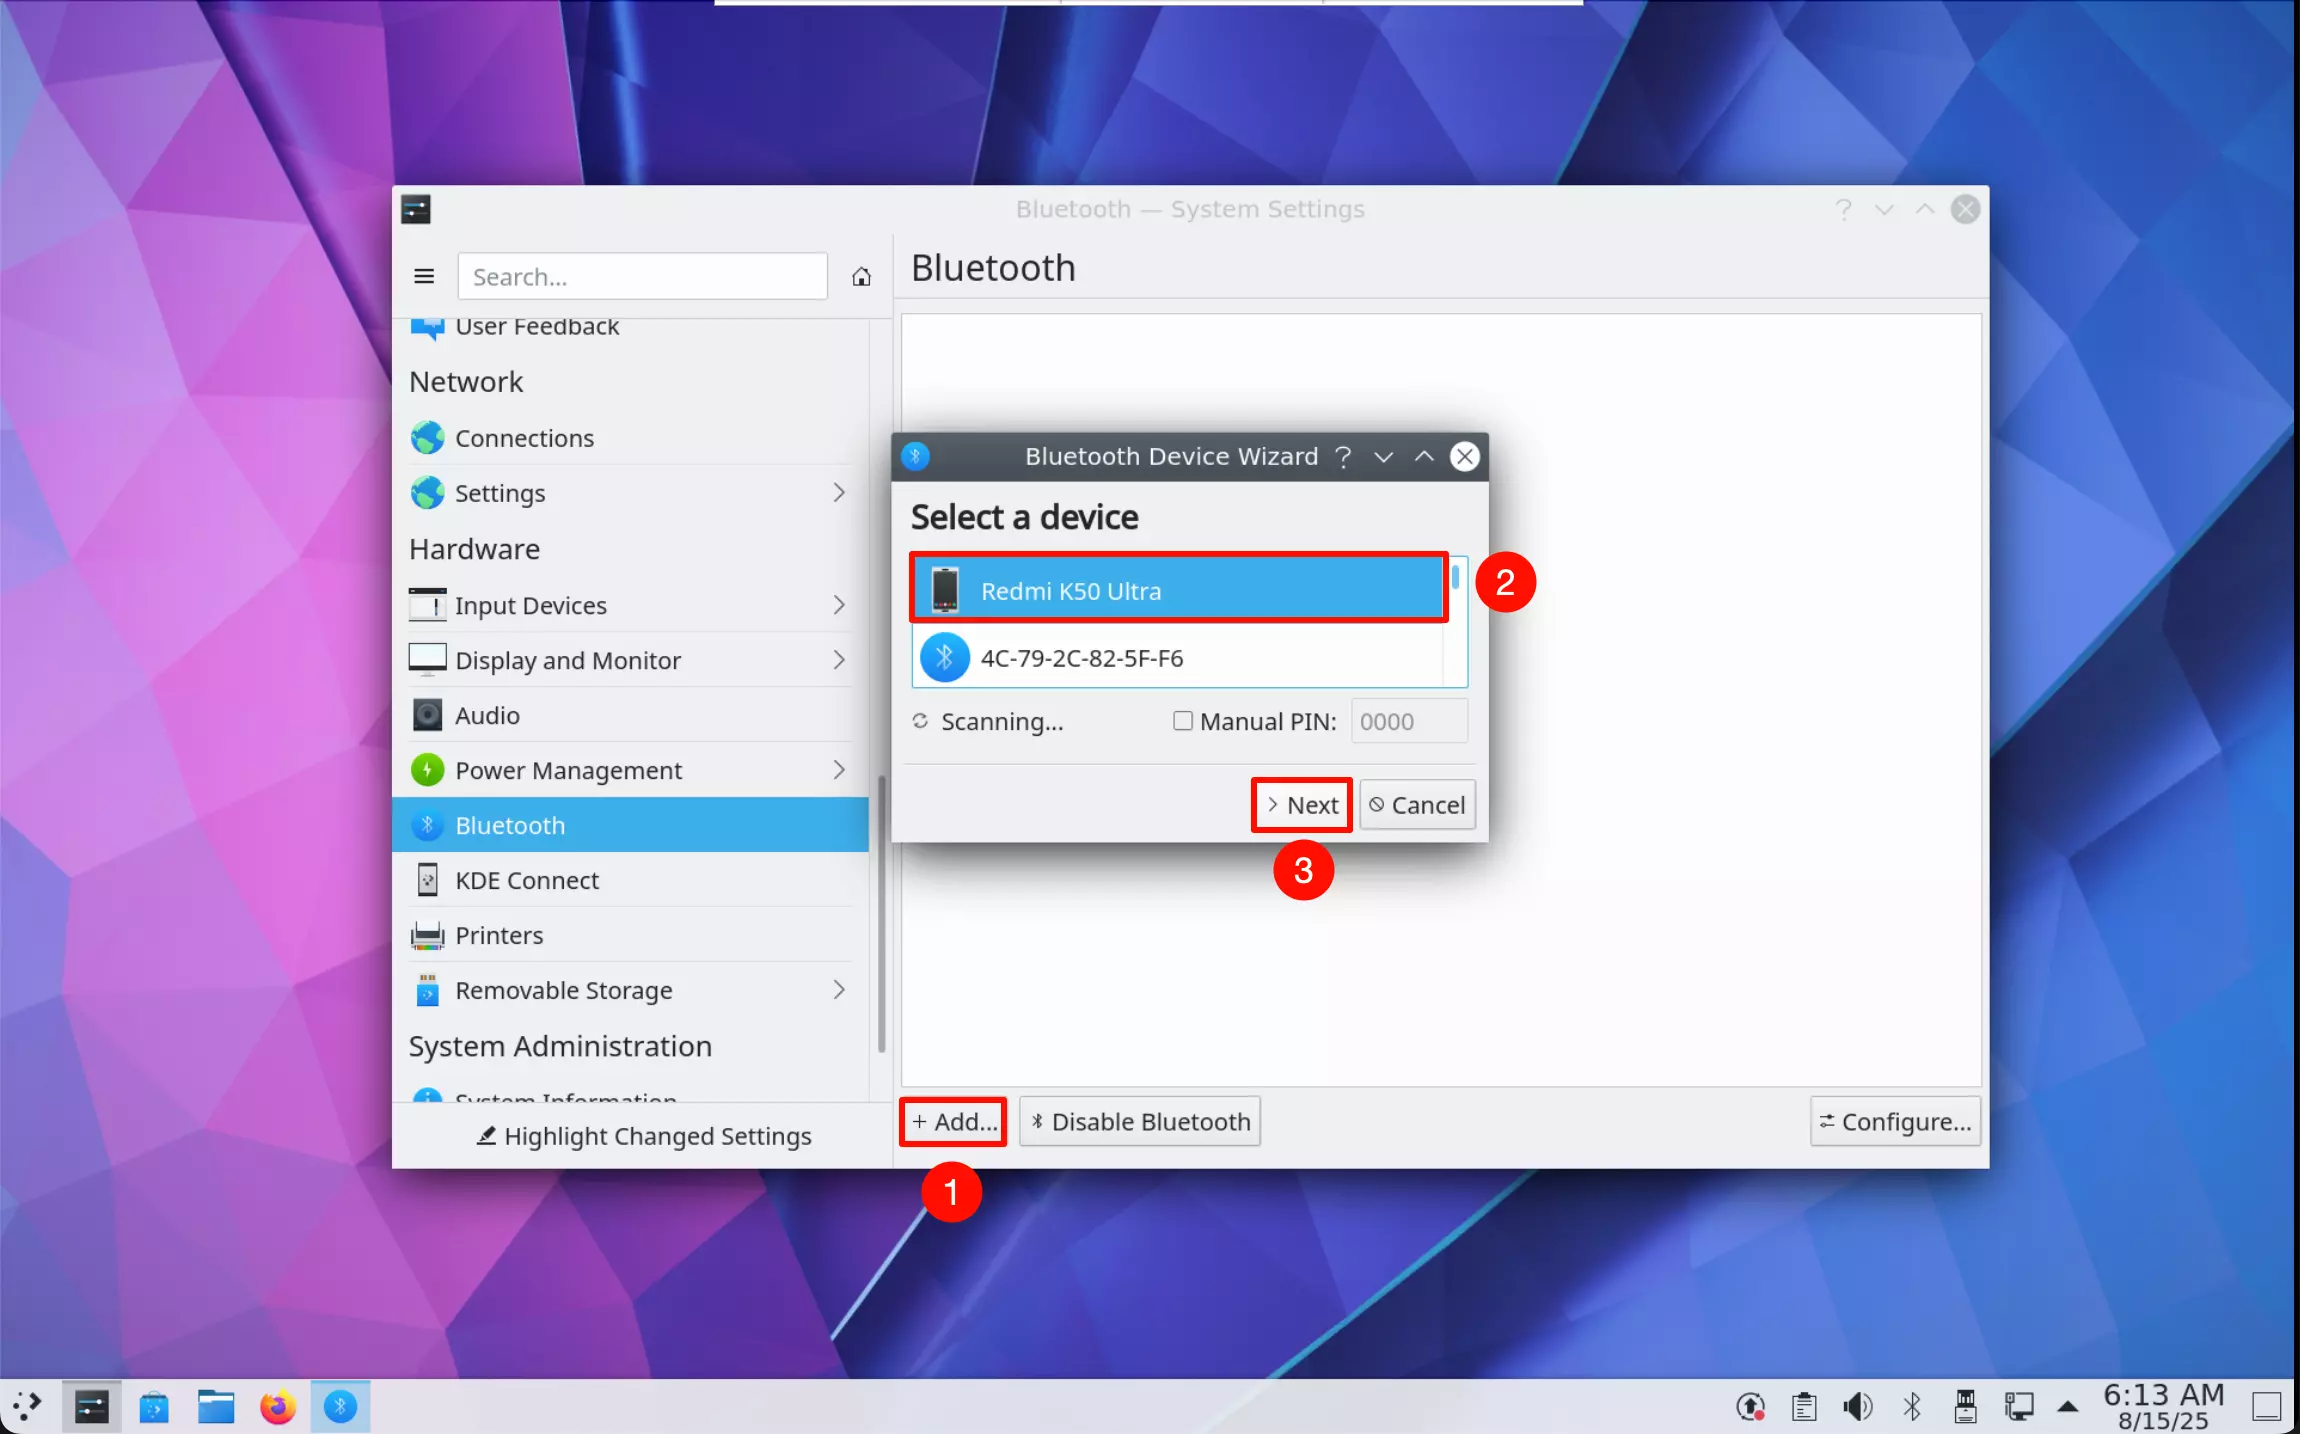 Bluetooth — System Settings
Search...
Bluetooth
User Feedback
Network
Connections
Settings
Hardware
Input Devices
Display and Monitor
Audio
Power Management
Bluetooth
KDE Connect
Printers
Removable Storage
System Administration
System Information
Highlight Changed Settings
Bluetooth Device Wizard
Select a device
Redmi K50 Ultra
2
4C-79-2C-82-5F-F6
Scanning...
Manual PIN: 0000
Next
Cancel
3
Add...
Disable Bluetooth
Configure...
1
6:13 AM
8/15/25